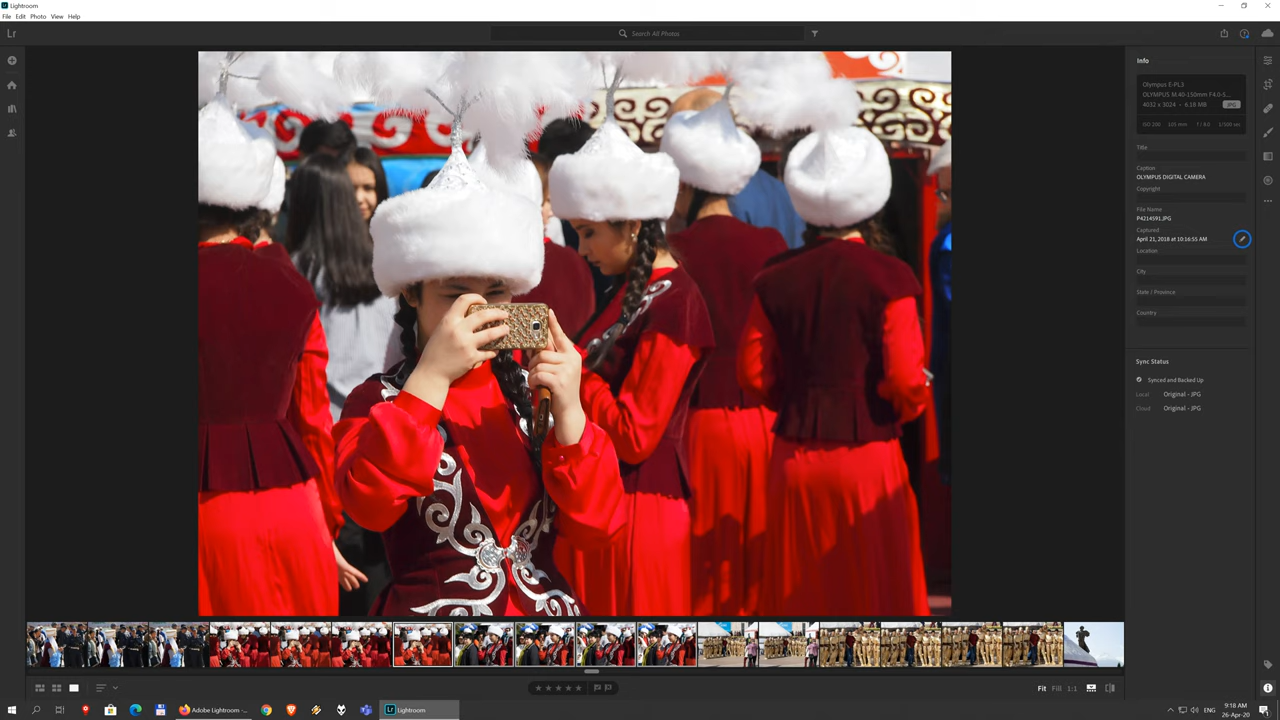 Lightroom
File Edit Photo View Help
Lr
Search All Photos
Info
Olympus E-PL3
OLYMPUS M.40-150mm F4.0-5...
4032 x 3024 • 6.18 MB JPG
ISO 200 105 mm f / 8.0 1/500 sec
Title
Caption
OLYMPUS DIGITAL CAMERA
Copyright
File Name
P4214591.JPG
Captured
April 21, 2018 at 10:16:55 AM
Location
City
State / Province
Country
Sync Status
Synced and Backed Up
Local Original - JPG
Cloud Original - JPG
Fit Fill 1:1
Adobe Lightroom -...
Lr Lightroom
ENG
9:18 AM
26-Apr-20